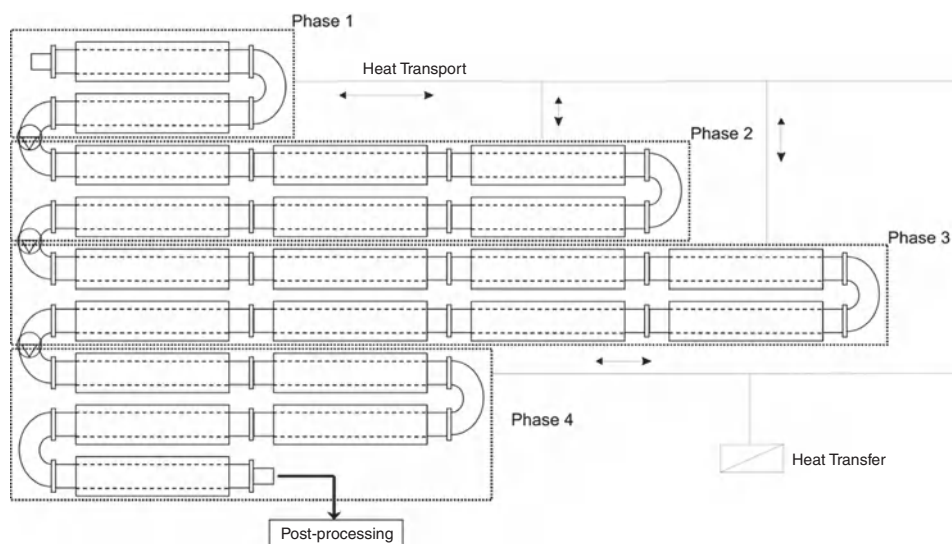 Phase 1
Heat Transport
Phase 2
Phase 3
Phase 4
Heat Transfer
Post-processing